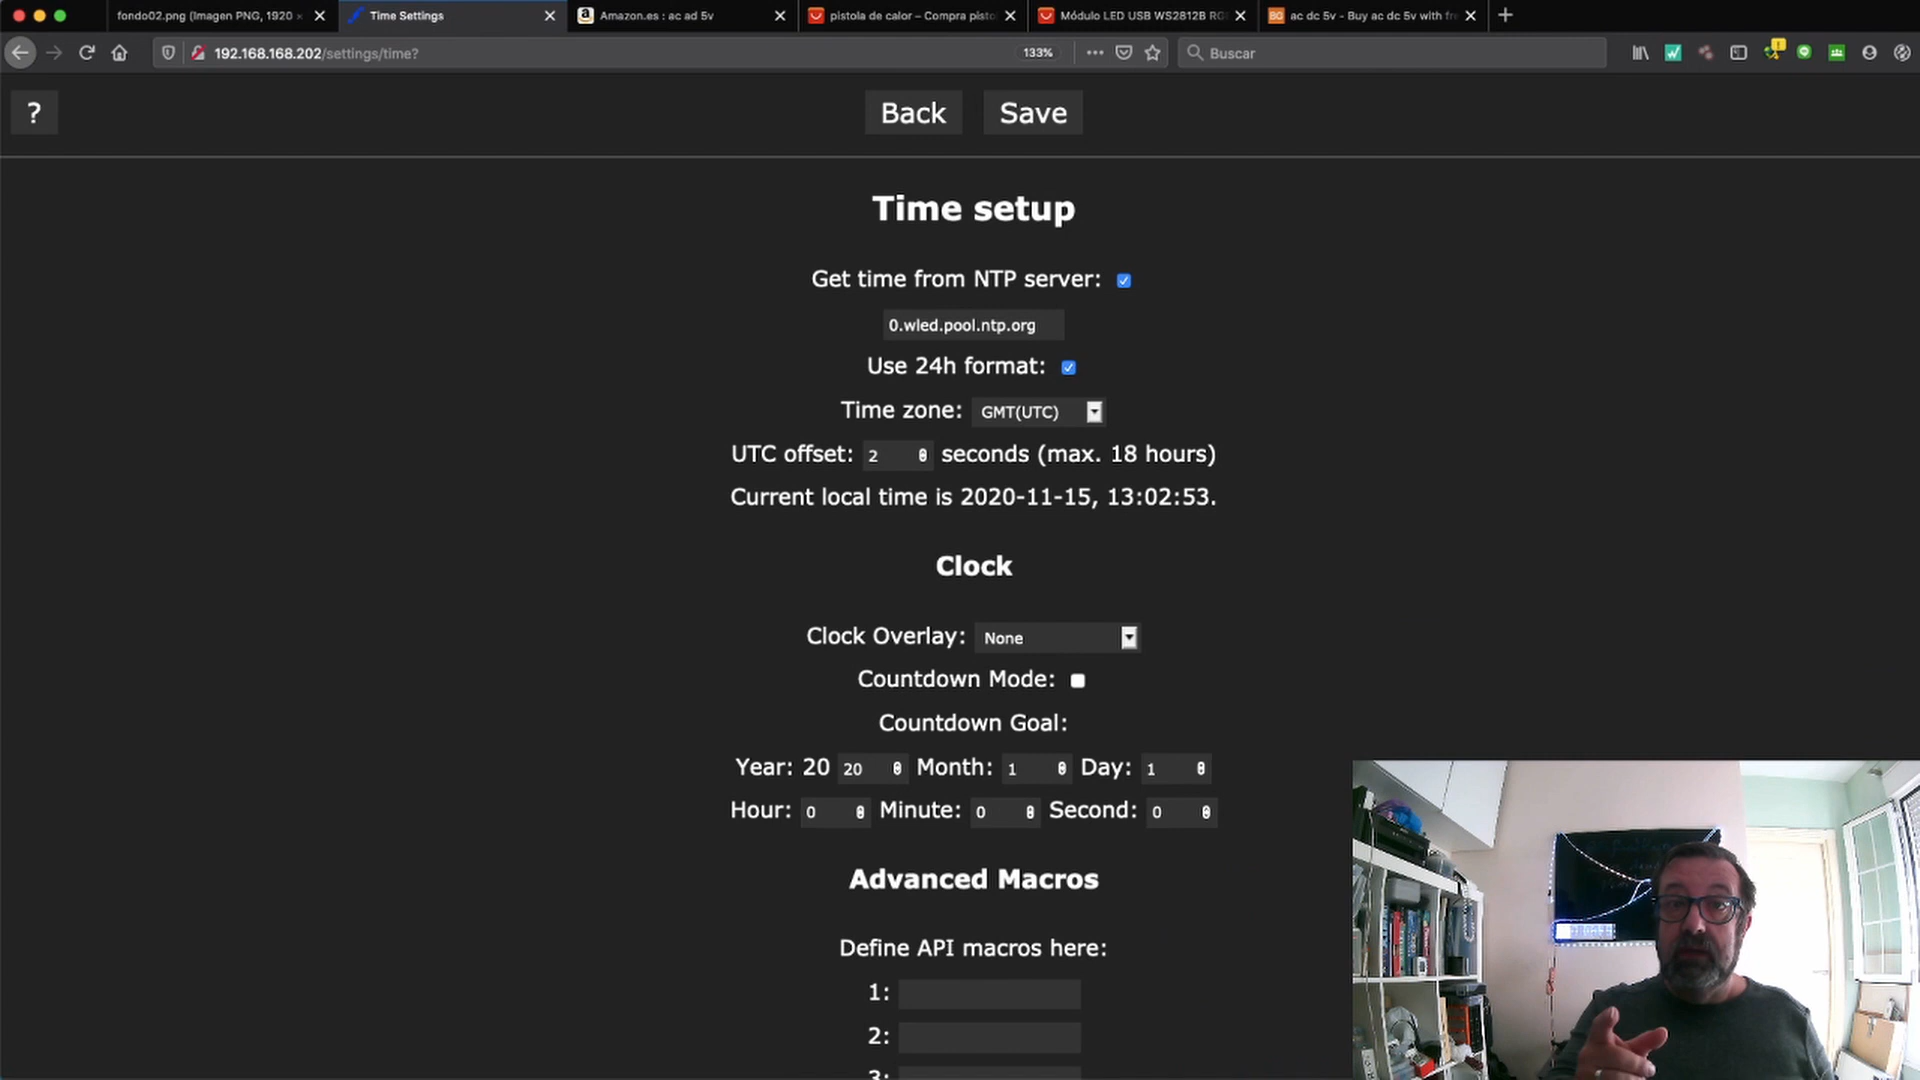 fondo02.png (Imagen PNG, 1920 ×
Time Settings
Amazon.es : ac ad 5v
pistola de calor – Compra pisto
Módulo LED USB WS2812B RG
BG ac dc 5v - Buy ac dc 5v with fr
192.168.168.202/settings/time?
133%
Buscar
?
Back
Save
Time setup
Get time from NTP server:
0.wled.pool.ntp.org
Use 24h format:
Time zone: GMT(UTC)
UTC offset: 2 seconds (max. 18 hours)
Current local time is 2020-11-15, 13:02:53.
Clock
Clock Overlay: None
Countdown Mode:
Countdown Goal:
Year: 20 20 Month: 1 Day: 1
Hour: 0 Minute: 0 Second: 0
Advanced Macros
Define API macros here:
1:
2:
3: